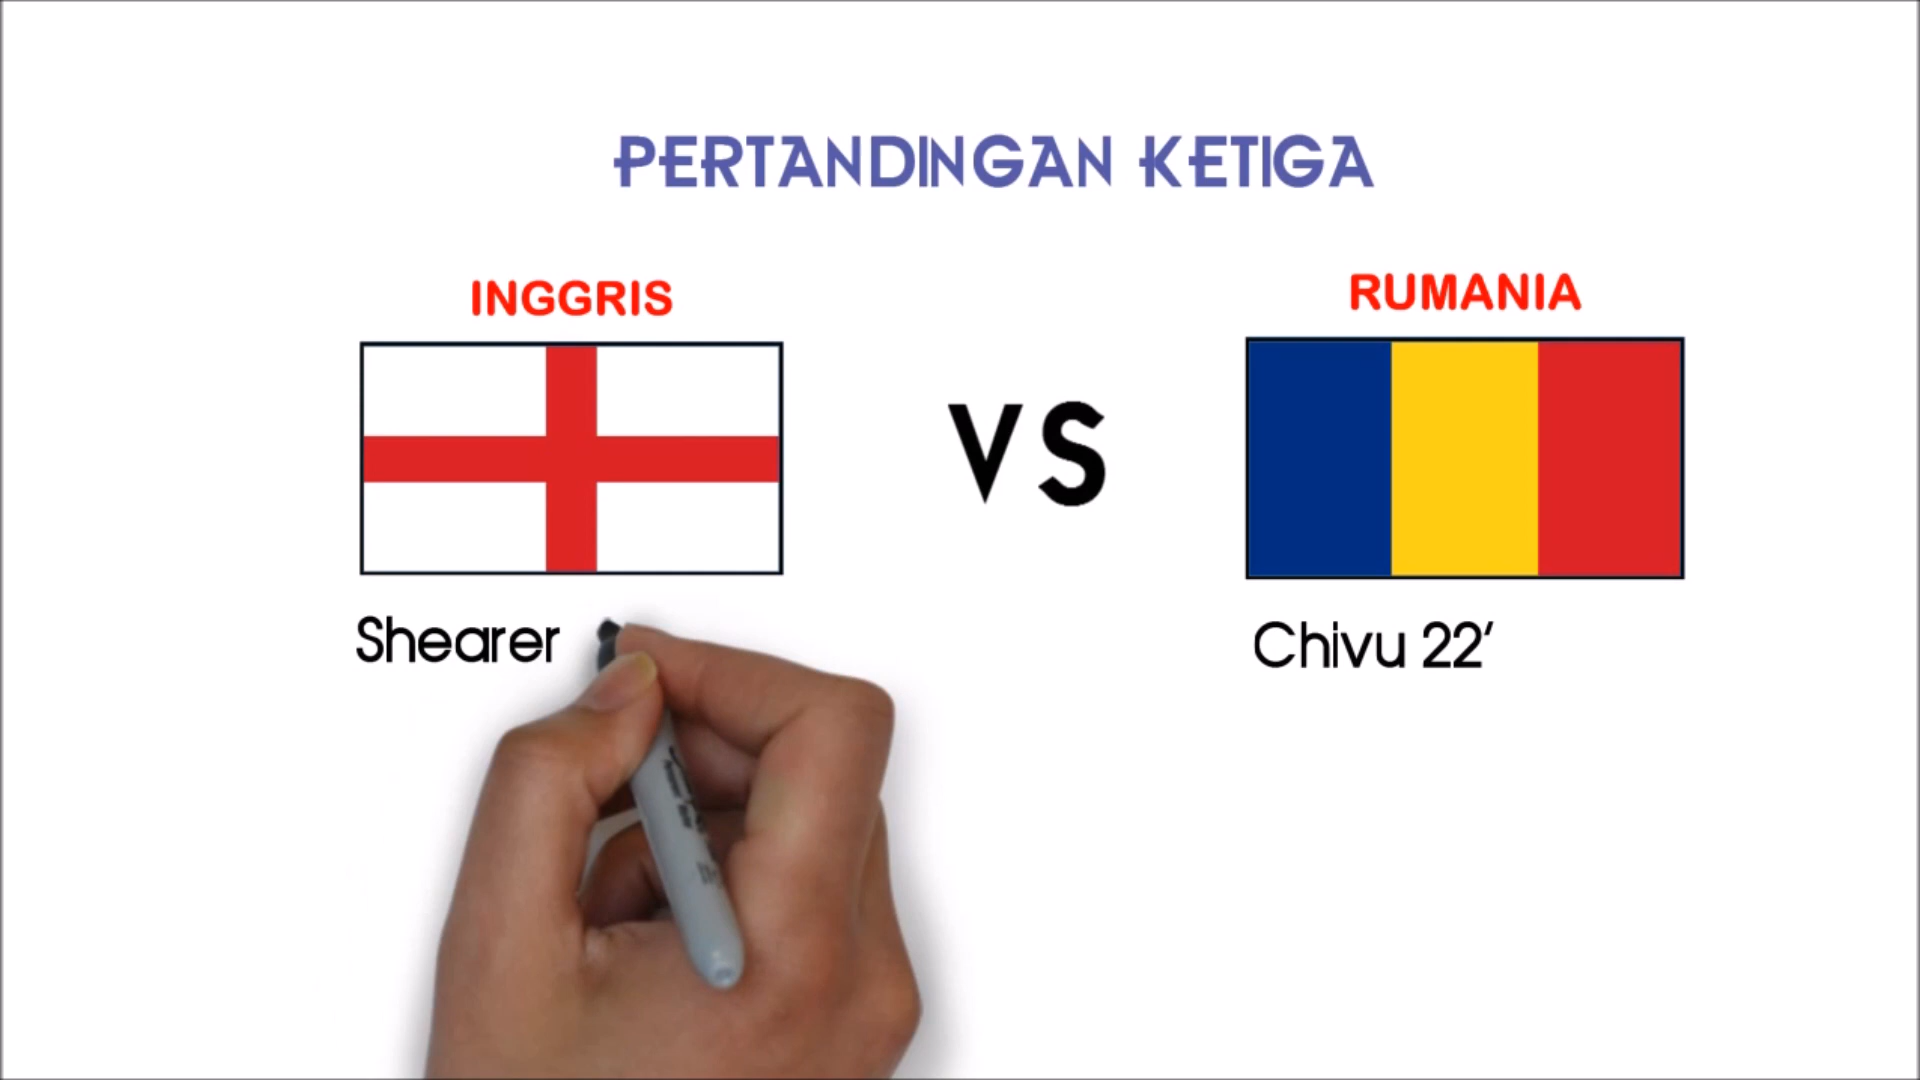 PERTANDINGAN KETIGA
INGGRIS
RUMANIA
VS
Shearer
Chivu 22'